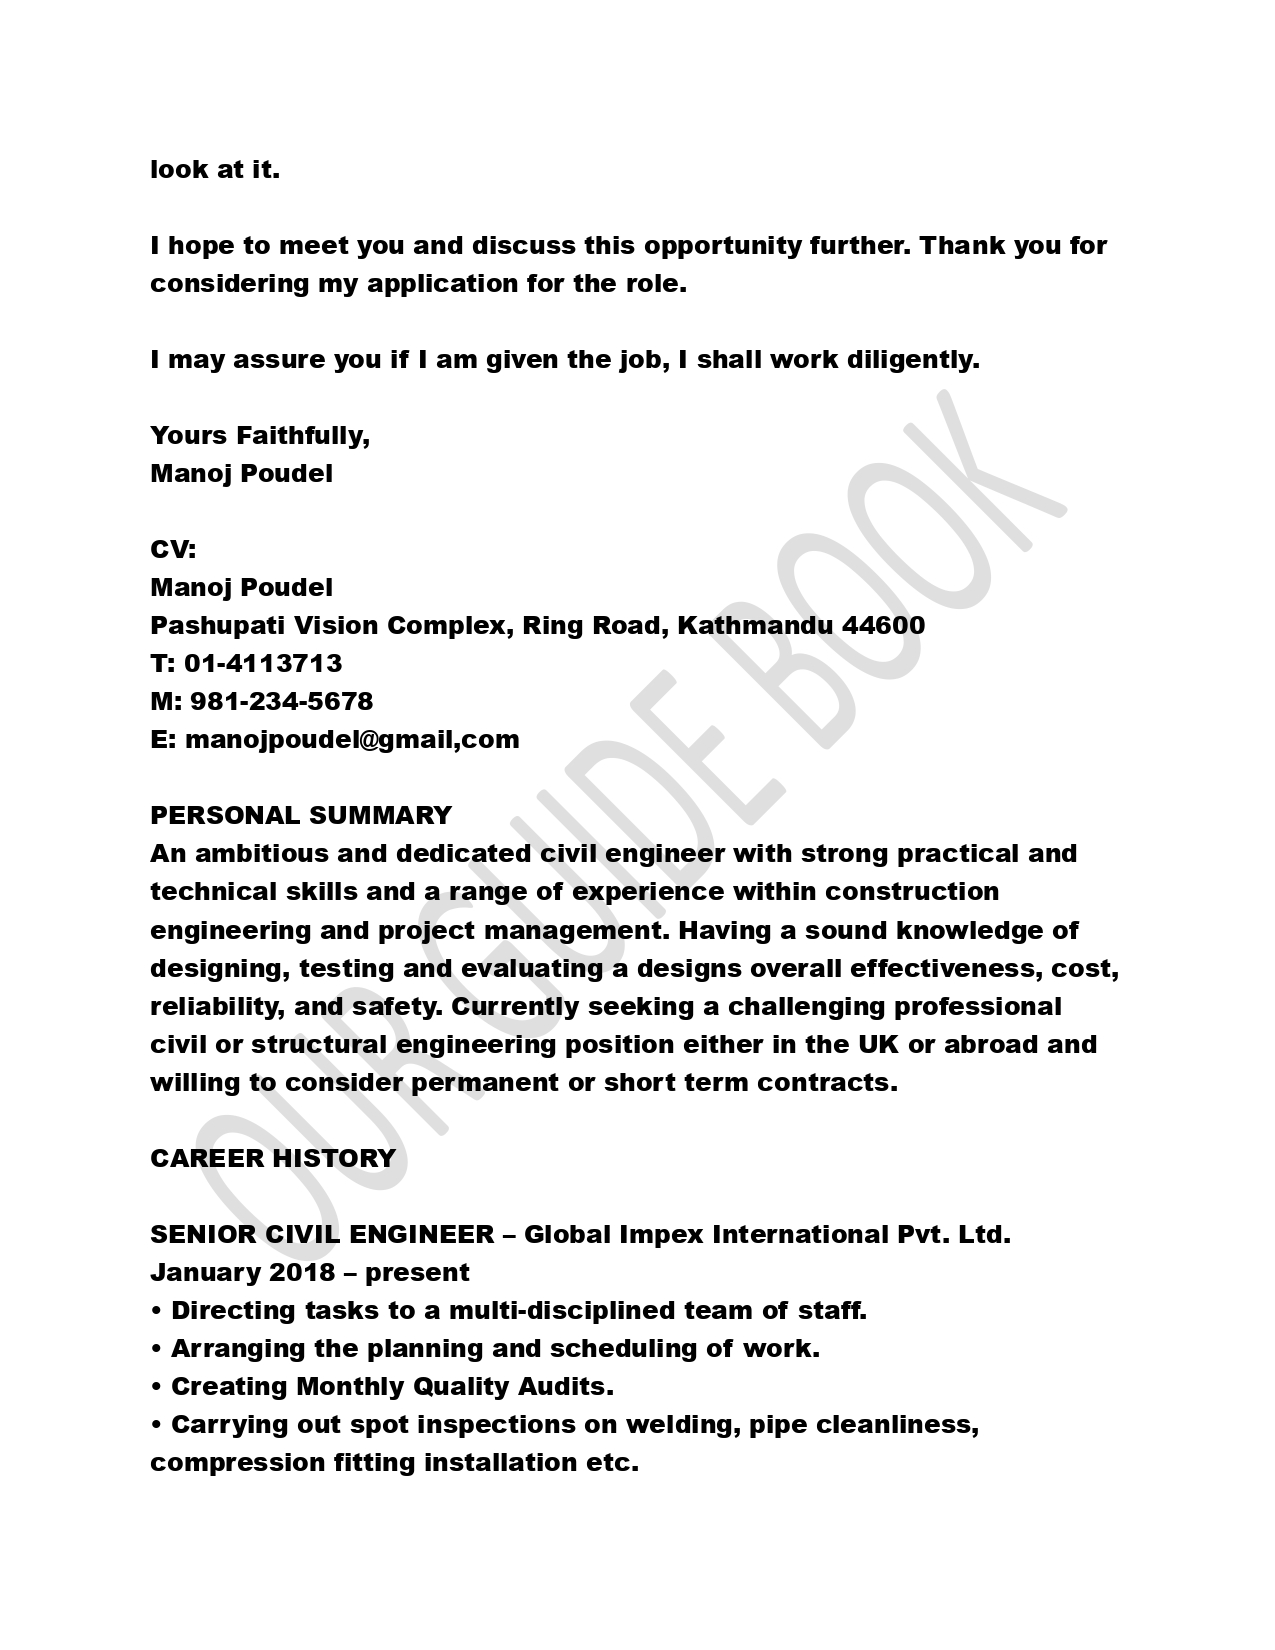 look at it.
I hope to meet you and discuss this opportunity further. Thank you for
considering my application for the role.
I may assure you if I am given the job, I shall work diligently.
Yours Faithfully,
Manoj Poudel
CV:
Manoj Poudel
Pashupati Vision Complex, Ring Road, Kathmandu 44600
T: 01-4113713
M: 981-234-5678
E: manojpoudel@gmail,com
PERSONAL SUMMARY
An ambitious and dedicated civil engineer with strong practical and
technical skills and a range of experience within construction
engineering and project management. Having a sound knowledge of
designing, testing and evaluating a designs overall effectiveness, cost,
reliability, and safety. Currently seeking a challenging professional
civil or structural engineering position either in the UK or abroad and
willing to consider permanent or short term contracts.
CAREER HISTORY
SENIOR CIVIL ENGINEER – Global Impex International Pvt. Ltd.
January 2018 – present
• Directing tasks to a multi-disciplined team of staff.
• Arranging the planning and scheduling of work.
• Creating Monthly Quality Audits.
• Carrying out spot inspections on welding, pipe cleanliness,
compression fitting installation etc.
OUR GUIDE BOOK